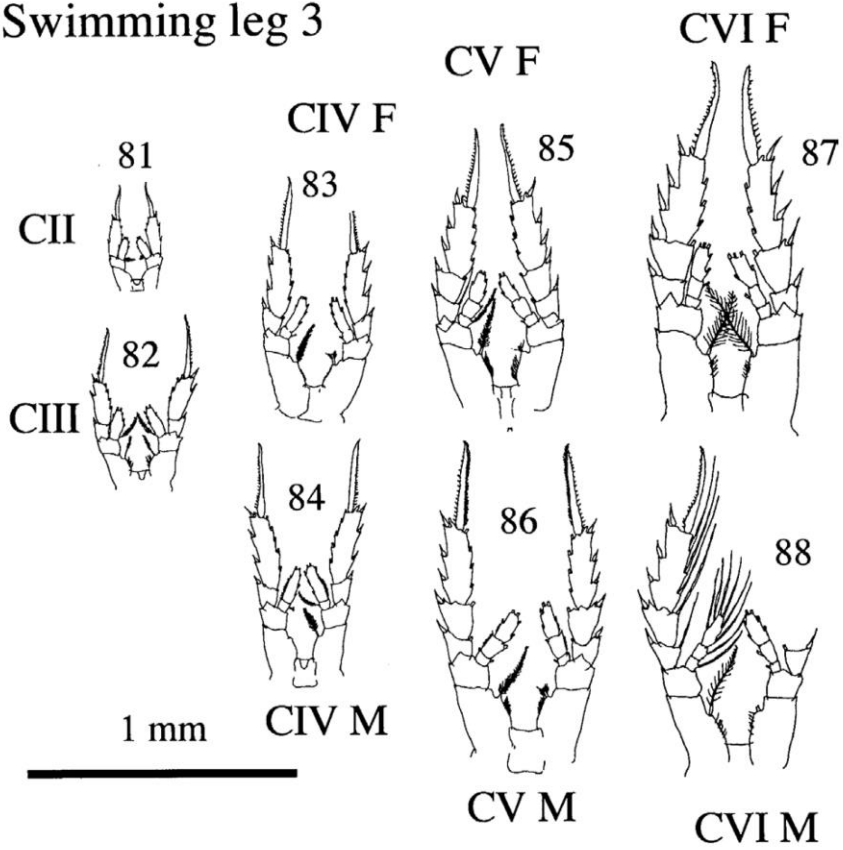 Swimming leg 3
CVI F
CV F
CIV F
81
83
85
87
CII
82
CIII
84
86
88
1 mm
CIV M
CV M
CVI M